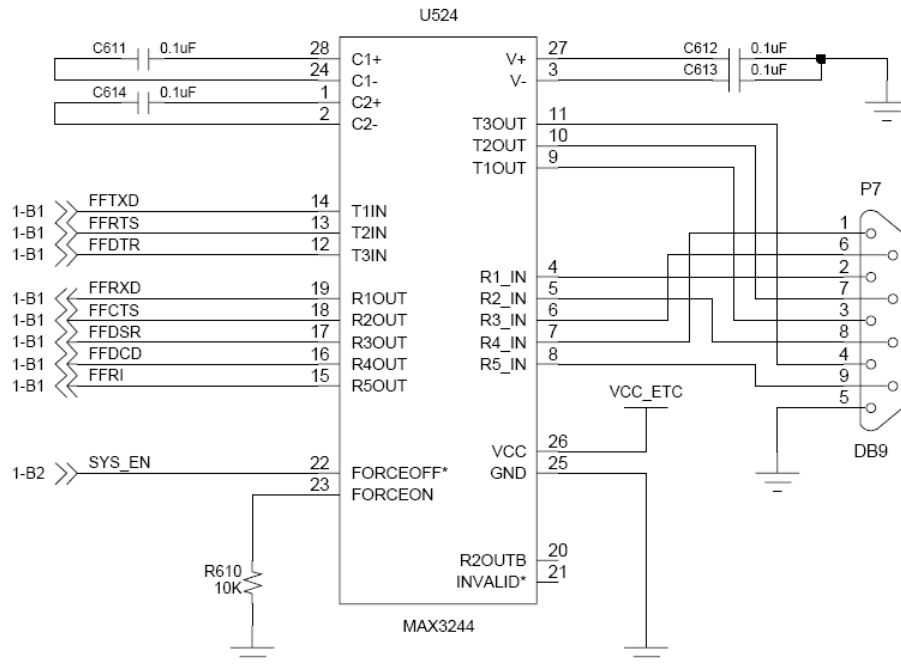 U524
C611 0.1uF 28 C1+ V+ 27 C612 0.1uF
24 C1- V- 3 C613 0.1uF
C614 0.1uF 1 C2+
2 C2- T3OUT 11
T2OUT 10
T1OUT 9
P7
1-B1 FFTXD 14 T1IN 1
1-B1 FFRTS 13 T2IN 6
1-B1 FFDTR 12 T3IN
R1_IN 4 2
1-B1 FFRXD 19 R1OUT R2_IN 5 7
1-B1 FFCTS 18 R2OUT R3_IN 6 3
1-B1 FFDSR 17 R3OUT R4_IN 7 8
1-B1 FFDCD 16 R4OUT R5_IN 8 4
1-B1 FFRI 15 R5OUT 9
VCC_ETC 5
DB9
VCC 26
1-B2 SYS_EN 22 FORCEOFF* GND 25
23 FORCEON
R2OUTB 20
R610 INVALID* 21
10K
MAX3244